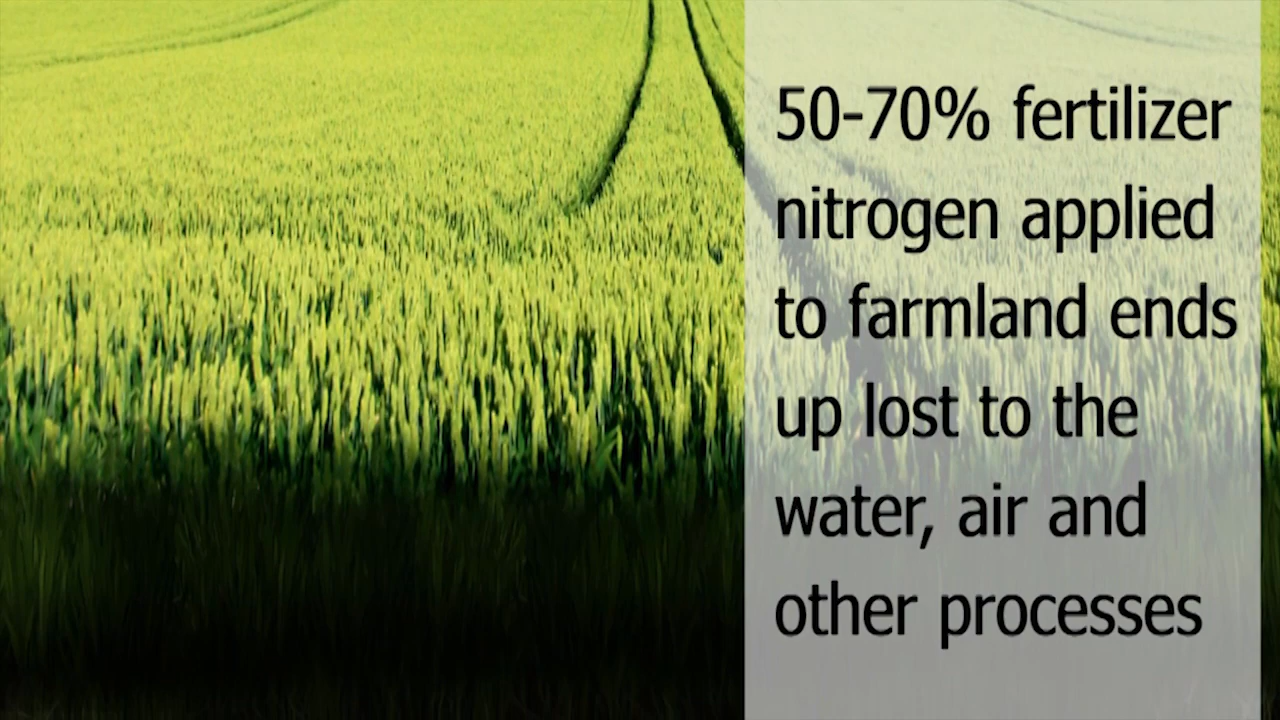 50-70% fertilizer
nitrogen applied
to farmland ends
up lost to the
water, air and
other processes